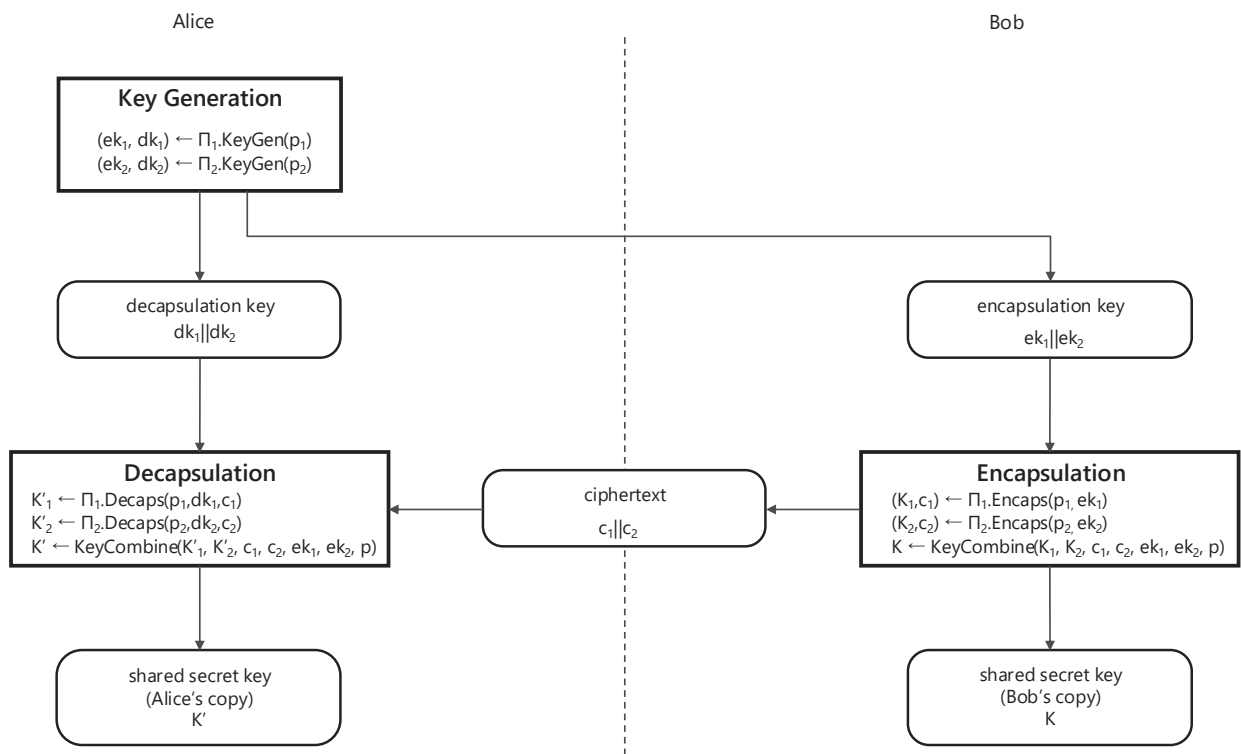 Alice
Bob
Key Generation
(ek₁, dk₁) ← Π₁.KeyGen(p₁)
(ek₂, dk₂) ← Π₂.KeyGen(p₂)
decapsulation key
dk₁||dk₂
encapsulation key
ek₁||ek₂
Decapsulation
K’₁ ← Π₁.Decaps(p₁,dk₁,c₁)
K’₂ ← Π₂.Decaps(p₂,dk₂,c₂)
K’ ← KeyCombine(K’₁, K’₂, c₁, c₂, ek₁, ek₂, p)
ciphertext
c₁||c₂
Encapsulation
(K₁,c₁) ← Π₁.Encaps(p₁, ek₁)
(K₂,c₂) ← Π₂.Encaps(p₂, ek₂)
K ← KeyCombine(K₁, K₂, c₁, c₂, ek₁, ek₂, p)
shared secret key
(Alice’s copy)
K’
shared secret key
(Bob’s copy)
K